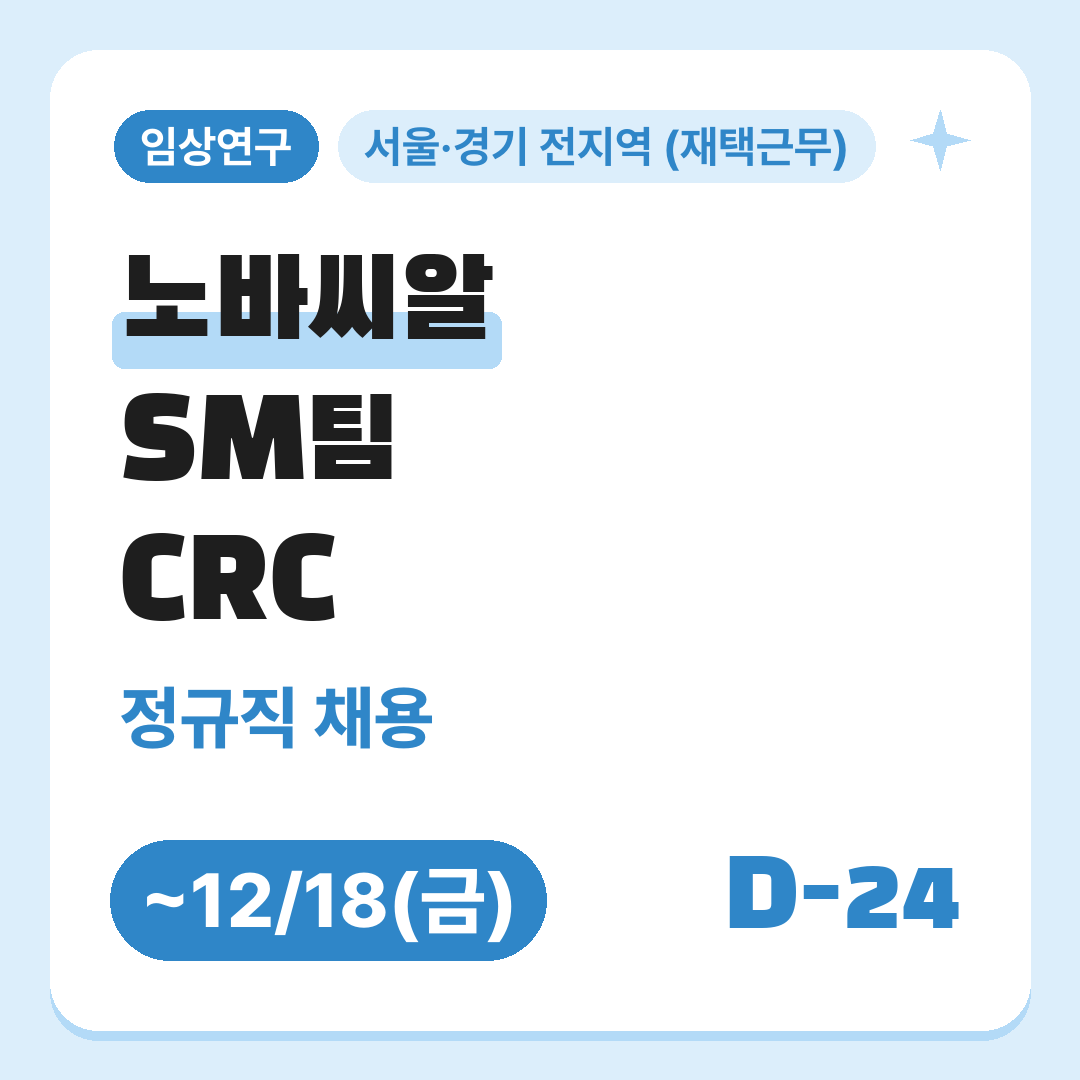 임상연구
서울·경기 전지역 (재택근무)
노바씨알
SM팀
CRC
정규직 채용
~12/18(금)
D-24